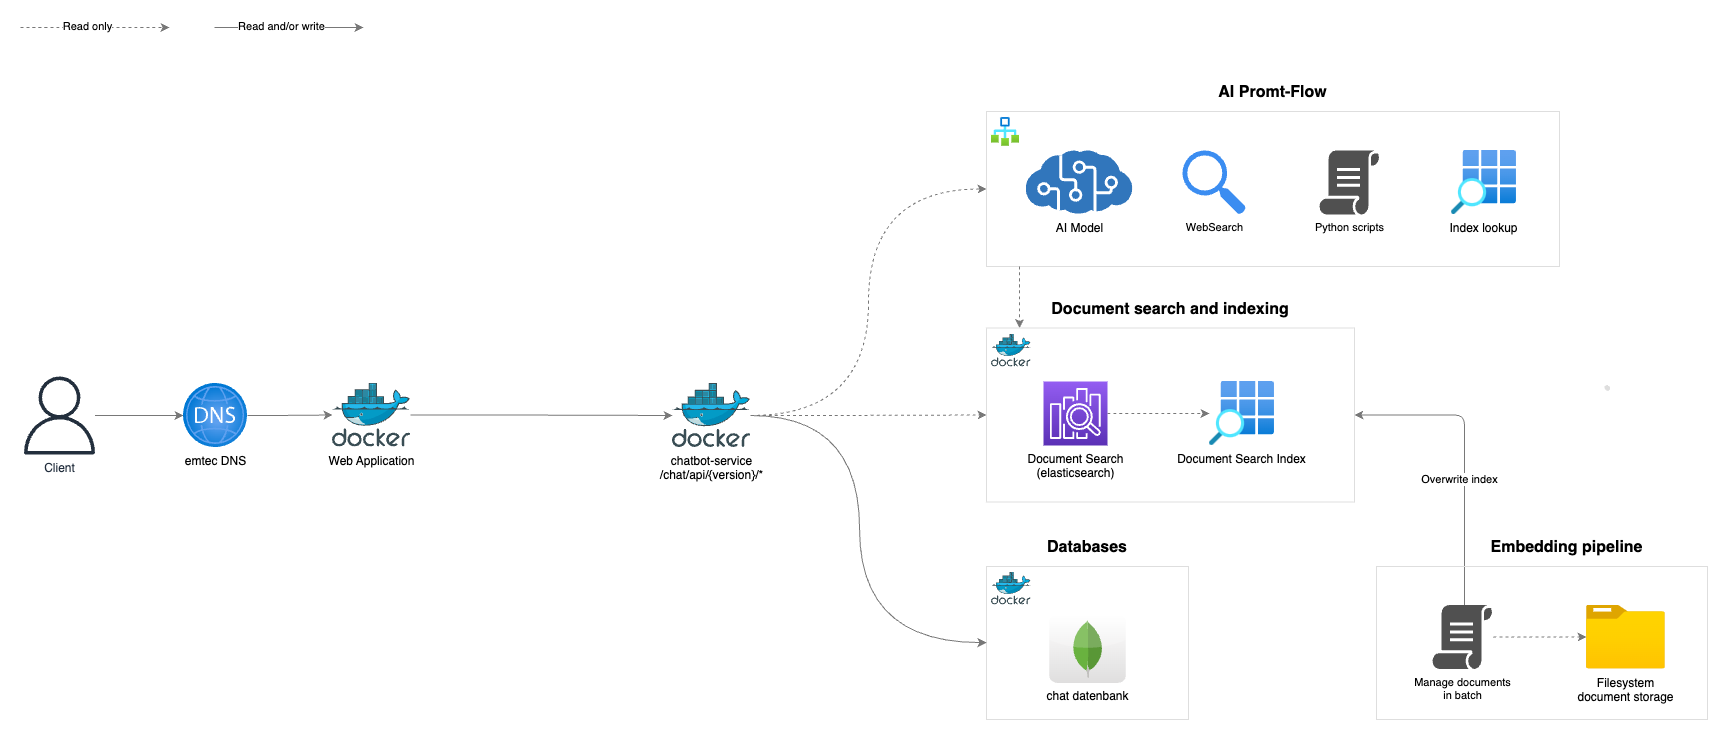 Read only
Read and/or write
AI Promt-Flow
AI Model
WebSearch
Python scripts
Index lookup
Document search and indexing
docker
Document Search
(elasticsearch)
Document Search Index
Client
DNS
emtec DNS
docker
Web Application
docker
chatbot-service
/chat/api/{version}/*
Overwrite index
Databases
docker
chat datenbank
Embedding pipeline
Manage documents
in batch
Filesystem
document storage